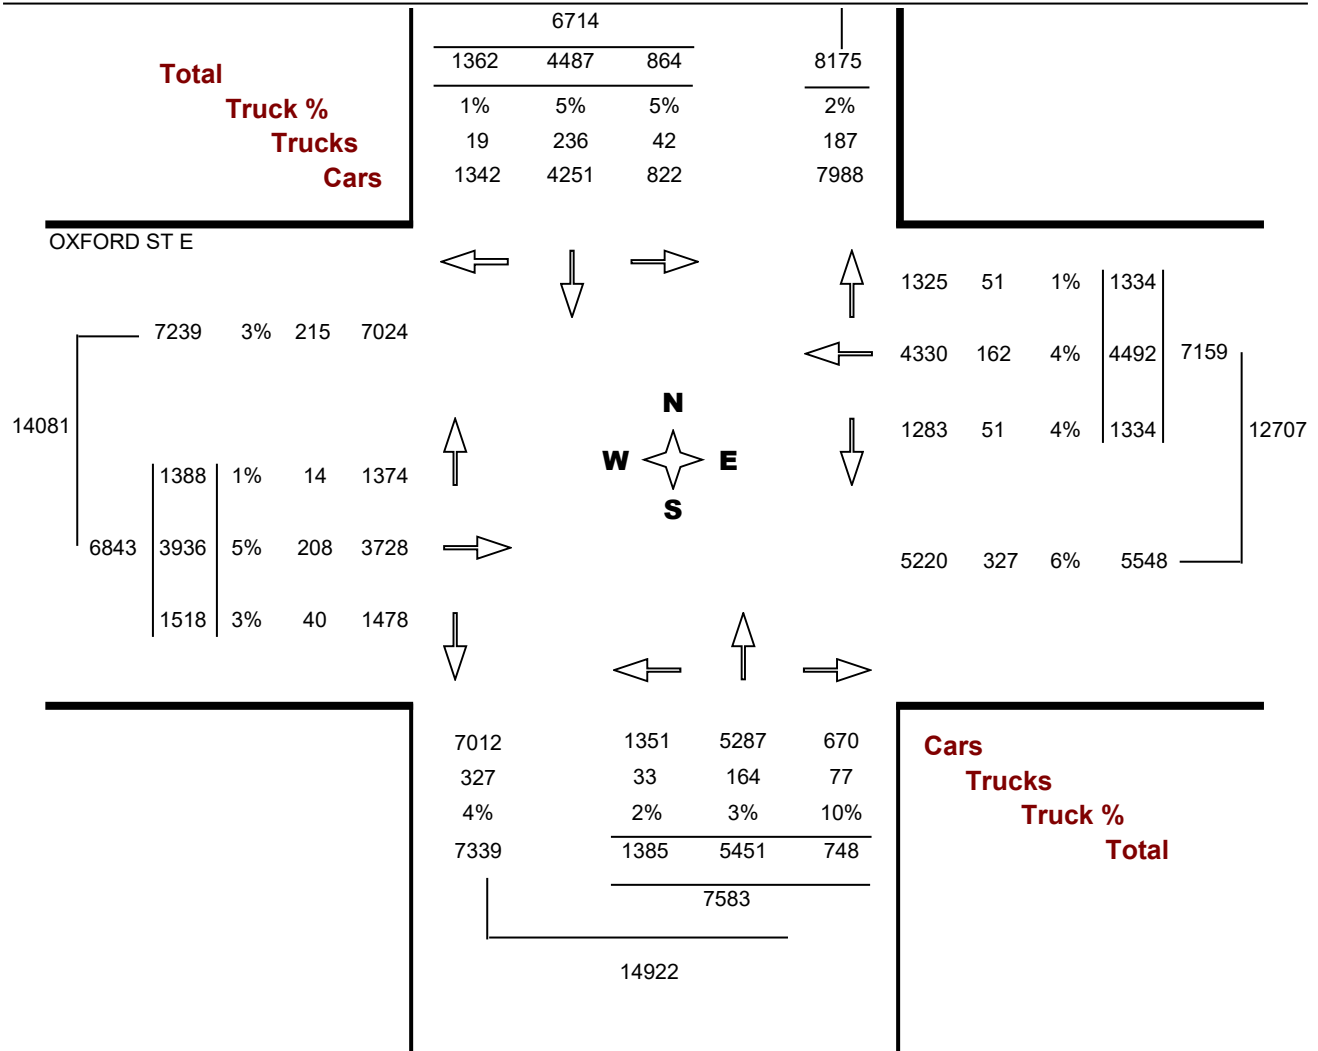 6714
1362 4487 864 8175
Total
Truck % 1% 5% 5% 2%
Trucks 19 236 42 187
Cars 1342 4251 822 7988
OXFORD ST E
1325 51 1% 1334
7239 3% 215 7024
4330 162 4% 4492 7159
N
14081
1283 51 4% 1334 12707
W E
1388 1% 14 1374
S
6843 3936 5% 208 3728
5220 327 6% 5548
1518 3% 40 1478
7012 1351 5287 670 Cars
327 33 164 77 Trucks
4% 2% 3% 10% Truck %
7339 1385 5451 748 Total
7583
14922